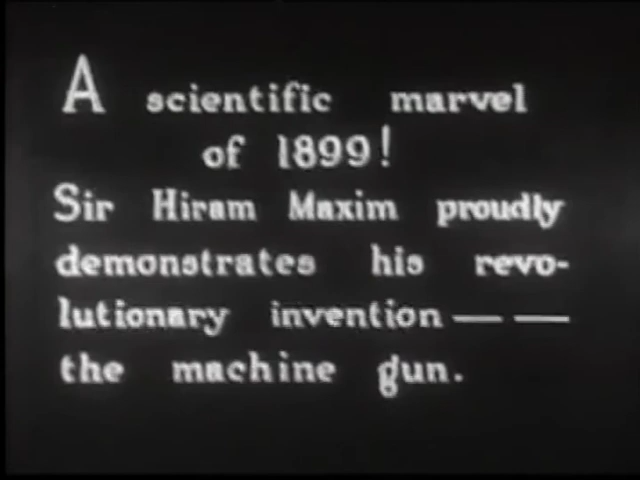 A scientific marvel
of 1899!
Sir Hiram Maxim proudly
demonstrates his revo-
lutionary invention — —
the machine gun.